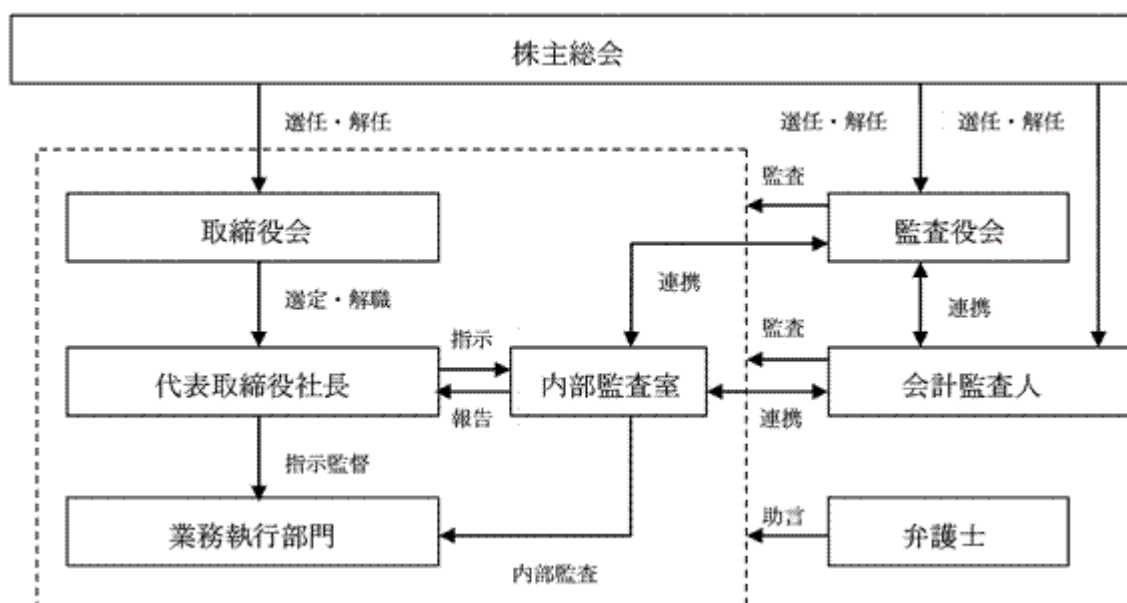 株主総会
選任・解任
選任・解任
選任・解任
監査
取締役会
監査役会
連携
選定・解職
連携
指示
監査
代表取締役社長
内部監査室
会計監査人
報告
連携
指示監督
助言
業務執行部門
弁護士
内部監査